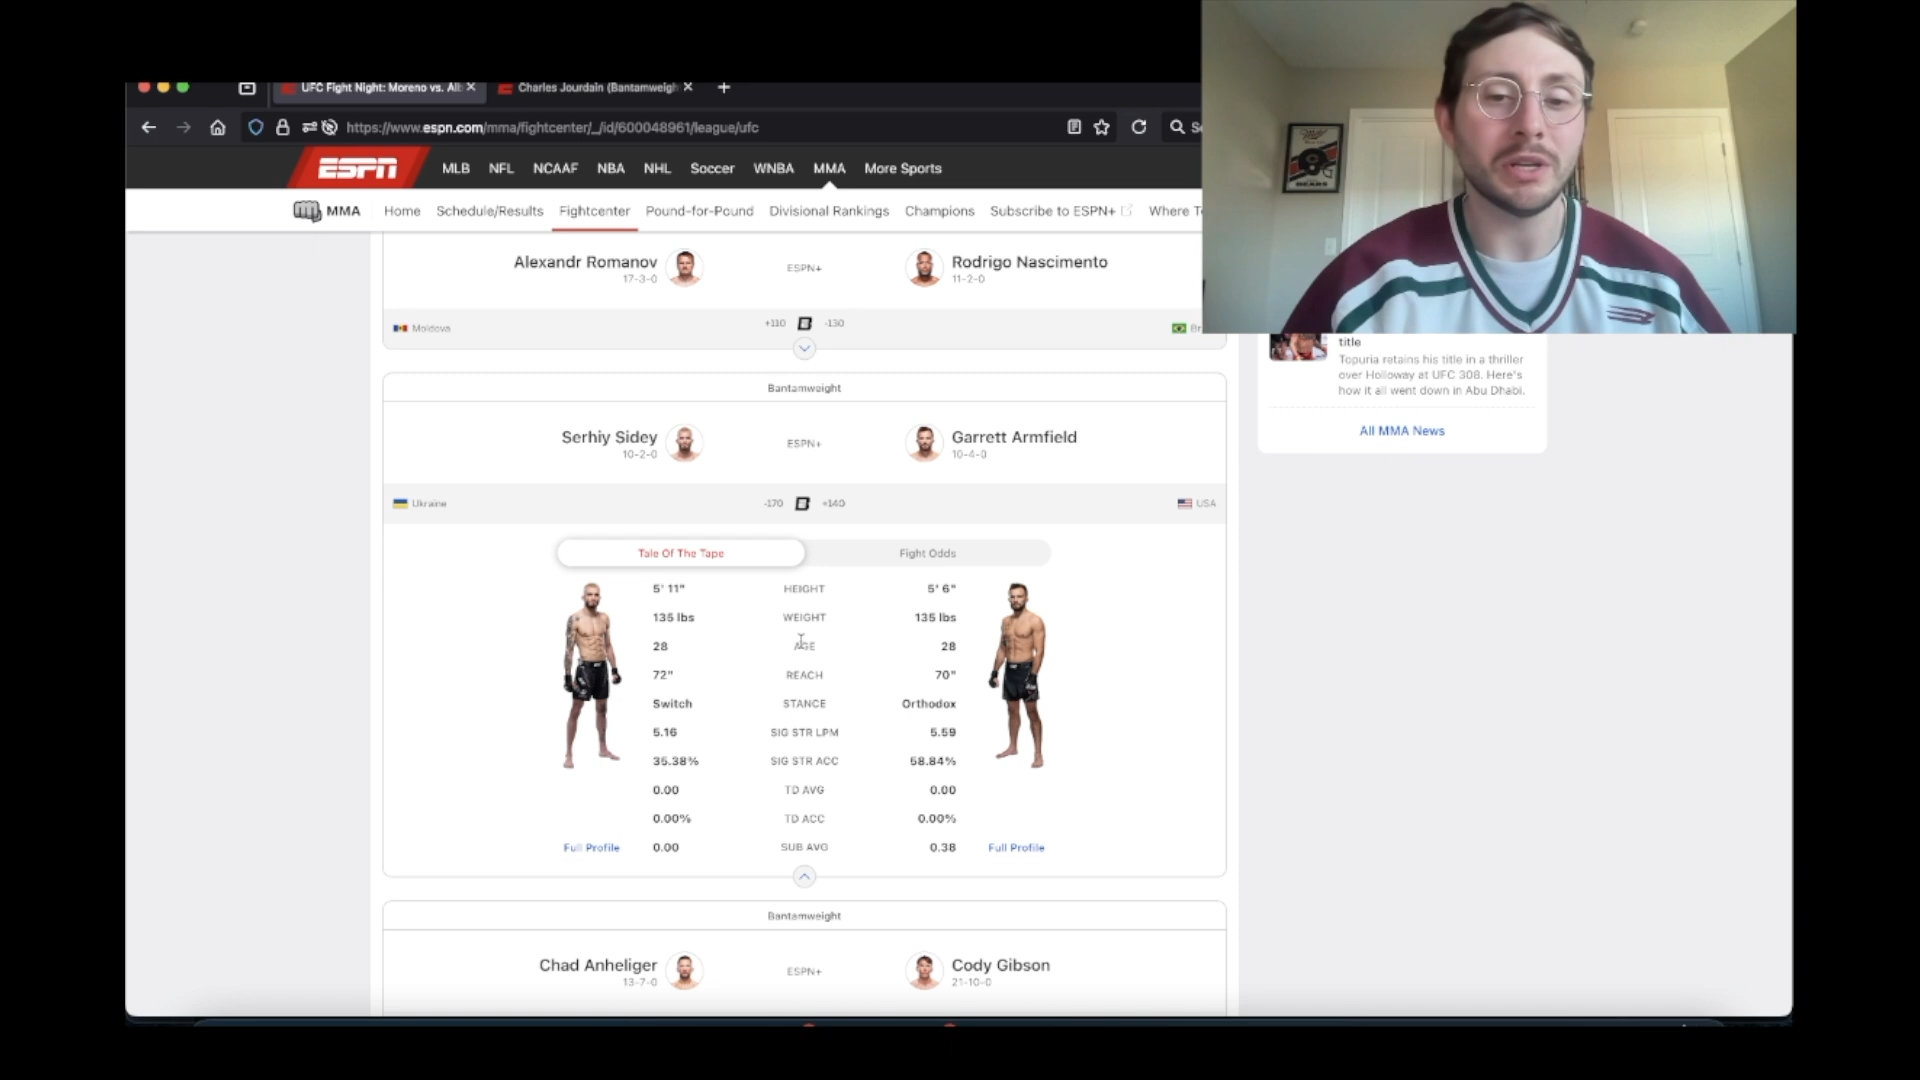 UFC Fight Night: Moreno vs. Alb
Charles Jourdain (Bantamweigh
https://www.espn.com/mma/fightcenter/_/id/600048961/league/ufc
ESPN MLB NFL NCAAF NBA NHL Soccer WNBA MMA More Sports
MMA Home Schedule/Results Fightcenter Pound-for-Pound Divisional Rankings Champions Subscribe to ESPN+ Where T
Alexandr Romanov ESPN+ Rodrigo Nascimento
17-3-0 11-2-0
Moldova +110 B -130 Br
Bantamweight
Serhiy Sidey ESPN+ Garrett Armfield
10-2-0 10-4-0
Ukraine -170 B +140 USA
Tale Of The Tape Fight Odds
5' 11" HEIGHT 5' 6"
135 lbs WEIGHT 135 lbs
28 AGE 28
72" REACH 70"
Switch STANCE Orthodox
5.16 SIG STR LPM 5.59
35.38% SIG STR ACC 58.84%
0.00 TD AVG 0.00
0.00% TD ACC 0.00%
Full Profile 0.00 SUB AVG 0.38 Full Profile
Bantamweight
Chad Anheliger ESPN+ Cody Gibson
13-7-0 21-10-0
title
Topuria retains his title in a thriller
over Holloway at UFC 308. Here's
how it all went down in Abu Dhabi.
All MMA News
BEARS